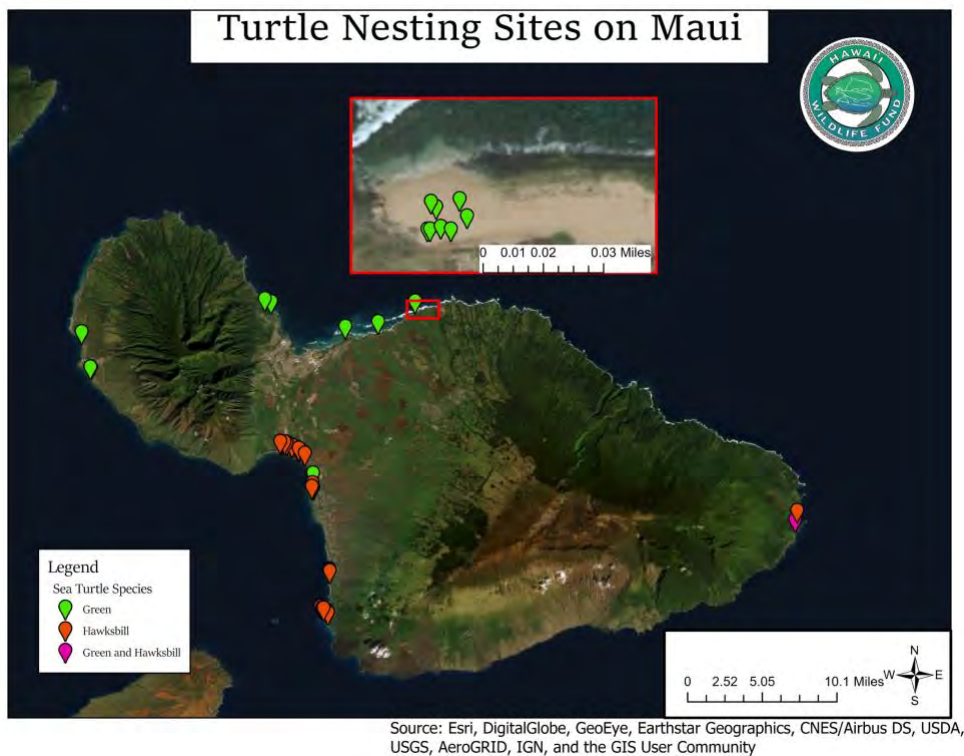 Turtle Nesting Sites on Maui
HAWAII
WILDLIFE FUND
0 0.01 0.02 0.03 Miles
Legend
Sea Turtle Species
Green
Hawksbill
Green and Hawksbill
N
W E
S
0 2.52 5.05 10.1 Miles
Source: Esri, DigitalGlobe, GeoEye, Earthstar Geographics, CNES/Airbus DS, USDA,
USGS, AeroGRID, IGN, and the GIS User Community